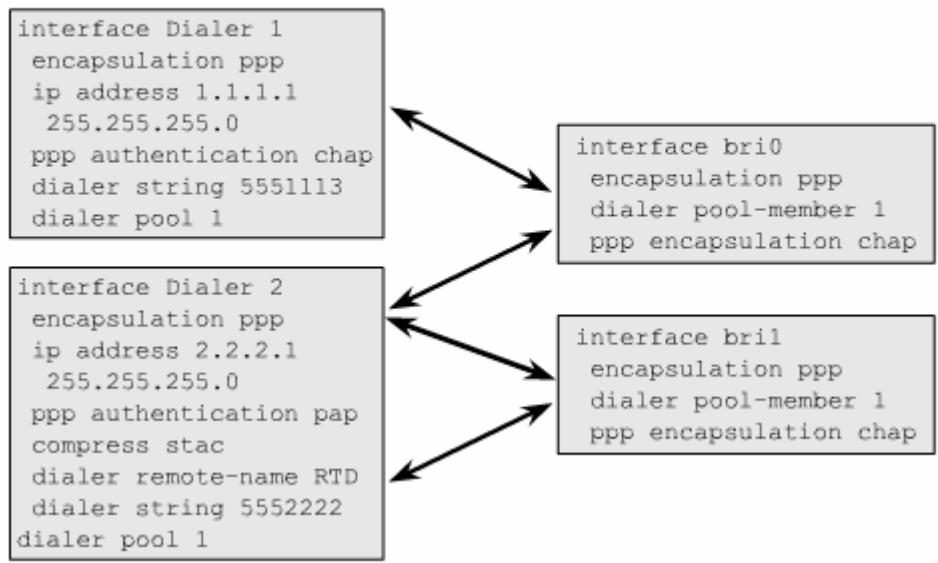 interface Dialer 1
encapsulation ppp
ip address 1.1.1.1
255.255.255.0
ppp authentication chap
dialer string 5551113
dialer pool 1
interface Dialer 2
encapsulation ppp
ip address 2.2.2.1
255.255.255.0
ppp authentication pap
compress stac
dialer remote-name RTD
dialer string 5552222
dialer pool 1
interface bri0
encapsulation ppp
dialer pool-member 1
ppp encapsulation chap
interface bri1
encapsulation ppp
dialer pool-member 1
ppp encapsulation chap